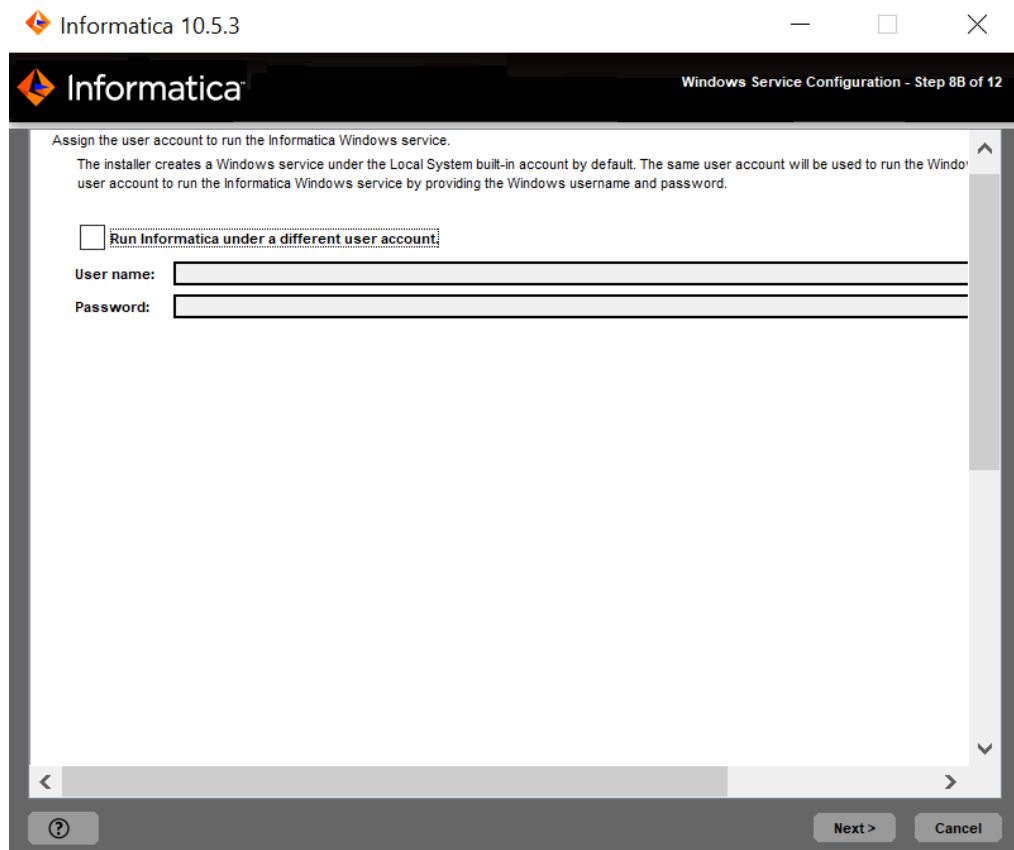 Informatica 10.5.3
Informatica
Windows Service Configuration - Step 8B of 12
Assign the user account to run the Informatica Windows service.
The installer creates a Windows service under the Local System built-in account by default. The same user account will be used to run the Windo
user account to run the Informatica Windows service by providing the Windows username and password.
Run Informatica under a different user account.
User name:
Password:
?
Next >
Cancel